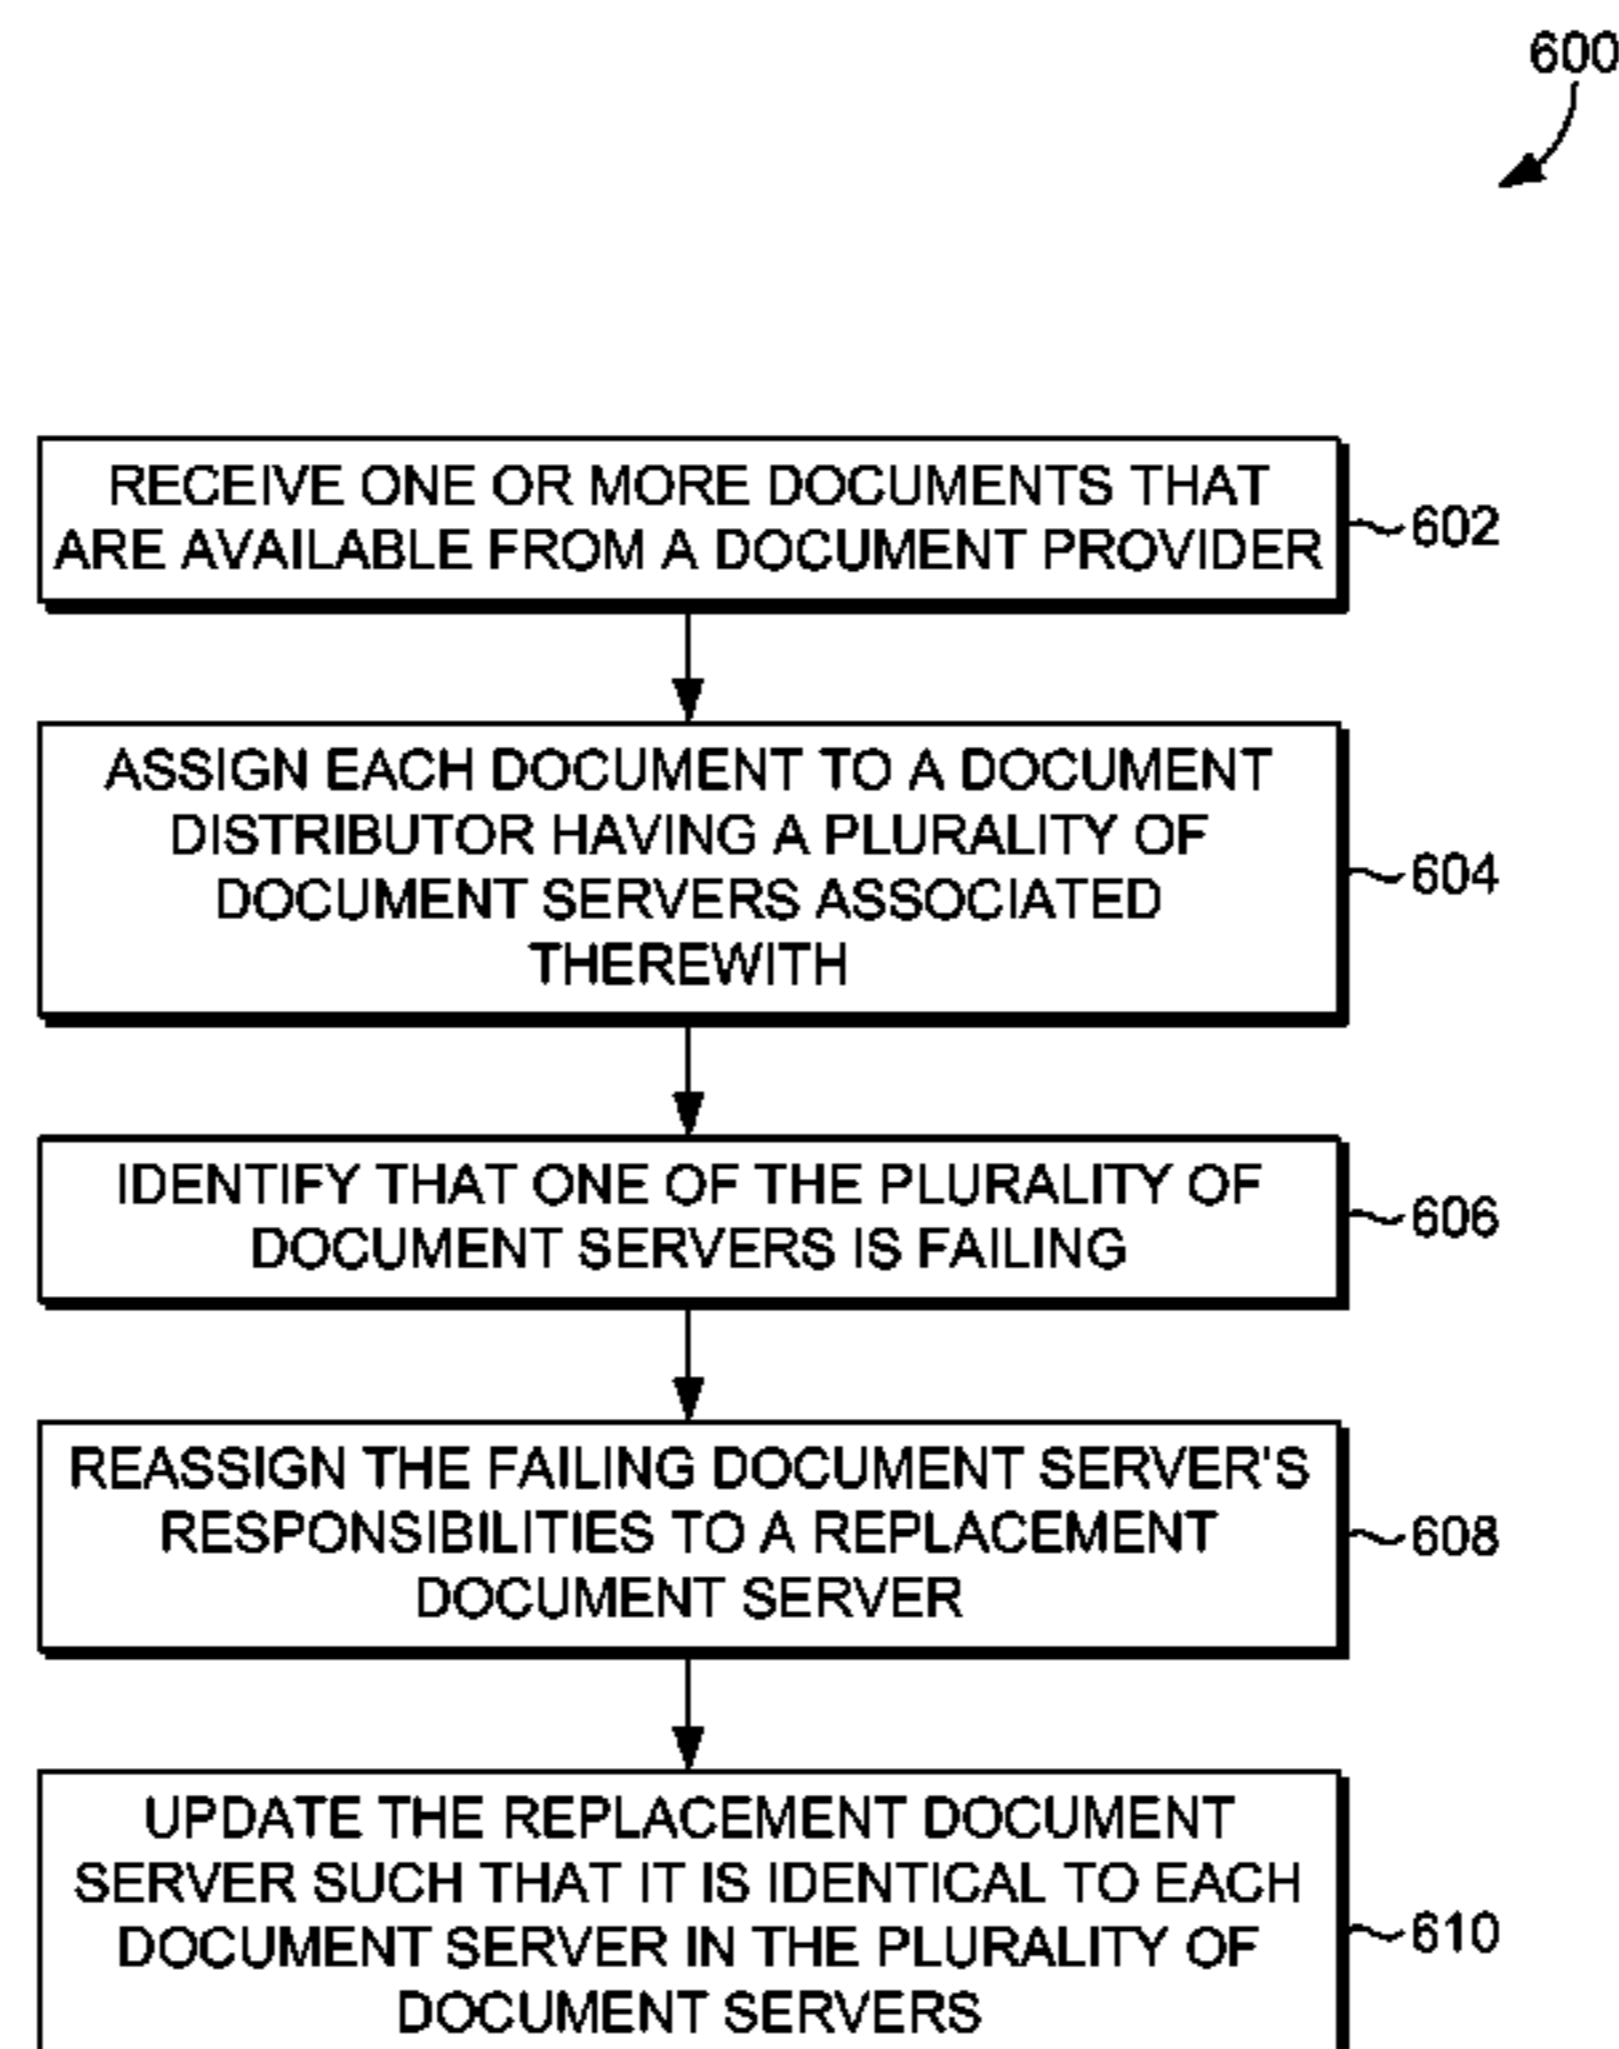 600
RECEIVE ONE OR MORE DOCUMENTS THAT
ARE AVAILABLE FROM A DOCUMENT PROVIDER
602
ASSIGN EACH DOCUMENT TO A DOCUMENT
DISTRIBUTOR HAVING A PLURALITY OF
DOCUMENT SERVERS ASSOCIATED
THEREWITH
604
IDENTIFY THAT ONE OF THE PLURALITY OF
DOCUMENT SERVERS IS FAILING
606
REASSIGN THE FAILING DOCUMENT SERVER'S
RESPONSIBILITIES TO A REPLACEMENT
DOCUMENT SERVER
608
UPDATE THE REPLACEMENT DOCUMENT
SERVER SUCH THAT IT IS IDENTICAL TO EACH
DOCUMENT SERVER IN THE PLURALITY OF
DOCUMENT SERVERS
610